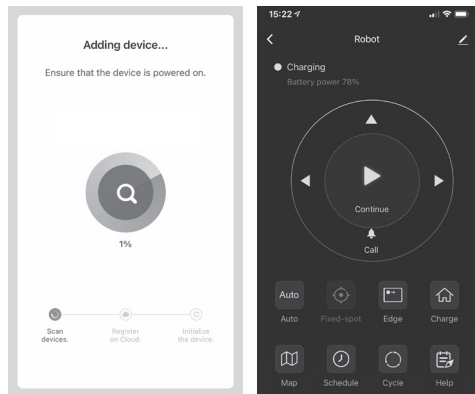 Adding device...
Ensure that the device is powered on.
1%
Scan
devices.
Register
on Cloud.
Initialize
the device.
15:22
Robot
Charging
Battery power 78%
Continue
Call
Auto
Auto
Fixed-spot
Edge
Charge
Map
Schedule
Cycle
Help